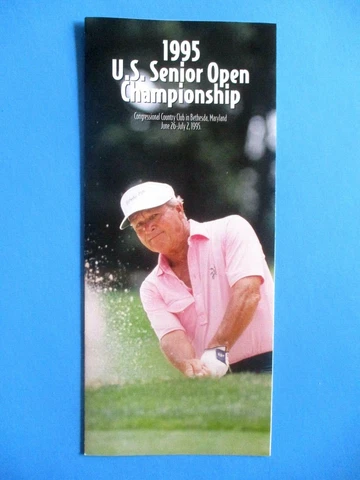 1995
U.S. Senior Open
Championship
Congressional Country Club in Bethesda, Maryland
June 26-July 2, 1995